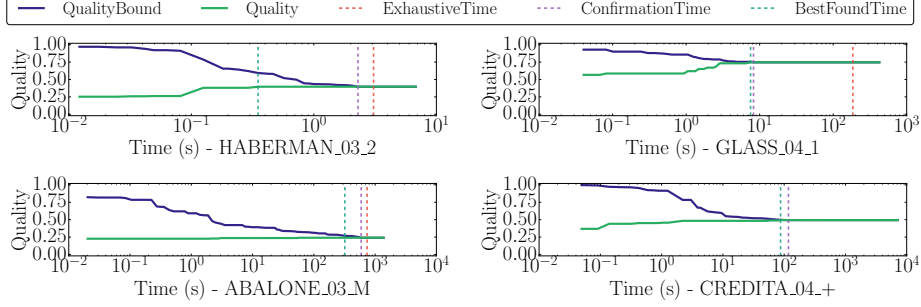 QualityBound Quality ExhaustiveTime ConfirmationTime BestFoundTime
Quality
1.00
0.75
0.50
0.25
0.00
10^-2 10^-1 10^0 10^1
Time (s) - HABERMAN_03_2
Quality
1.00
0.75
0.50
0.25
0.00
10^-2 10^-1 10^0 10^1 10^2 10^3
Time (s) - GLASS_04_1
Quality
1.00
0.75
0.50
0.25
0.00
10^-2 10^-1 10^0 10^1 10^2 10^3 10^4
Time (s) - ABALONE_03_M
Quality
1.00
0.75
0.50
0.25
0.00
10^-2 10^-1 10^0 10^1 10^2 10^3 10^4
Time (s) - CREDITA_04_+